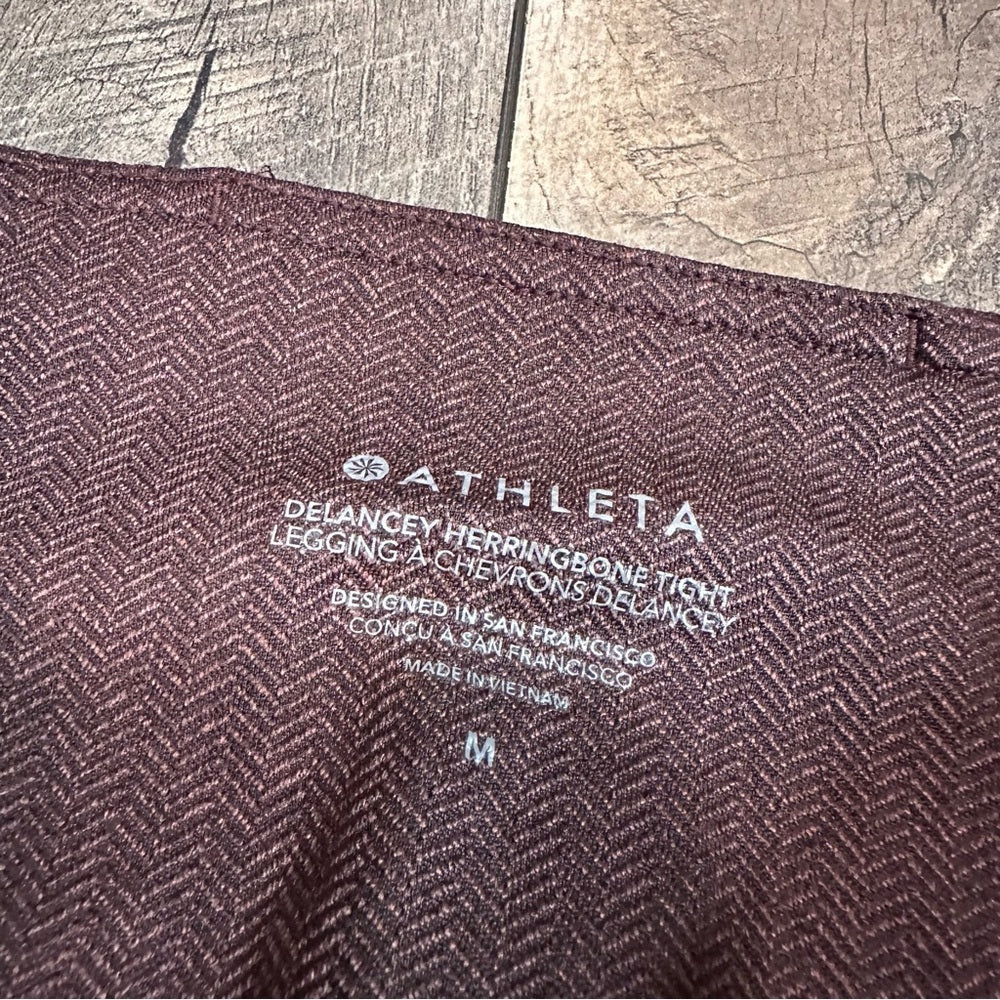 ATHLETA
DELANCEY HERRINGBONE TIGHT
LEGGING À CHEVRONS DELANCEY
DESIGNED IN SAN FRANCISCO
CONÇU À SAN FRANCISCO
MADE IN VIETNAM
M